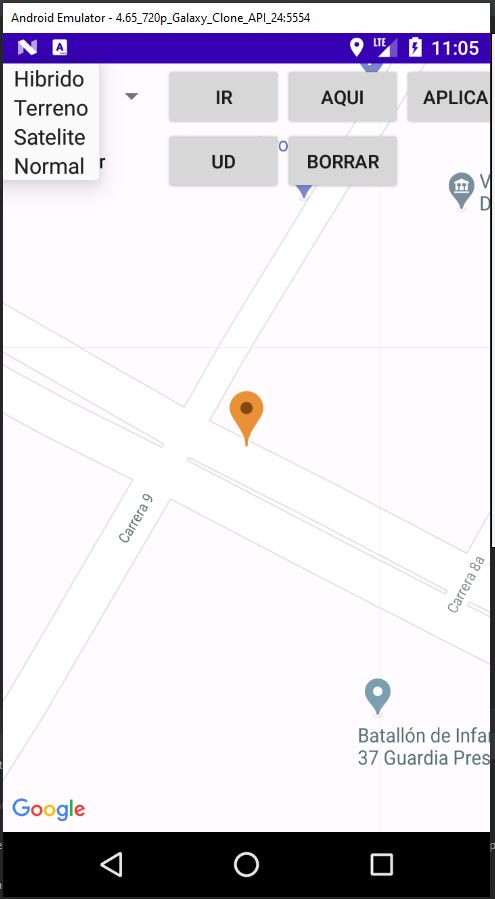 Android Emulator - 4.65_720p_Galaxy_Clone_API_24:5554
LTE 11:05
Hibrido
Terreno
Satelite
Normal
IR
AQUI
APLICA
UD
BORRAR
Carrera 9
Carrera 8a
Batallón de Infan
37 Guardia Pres
Google